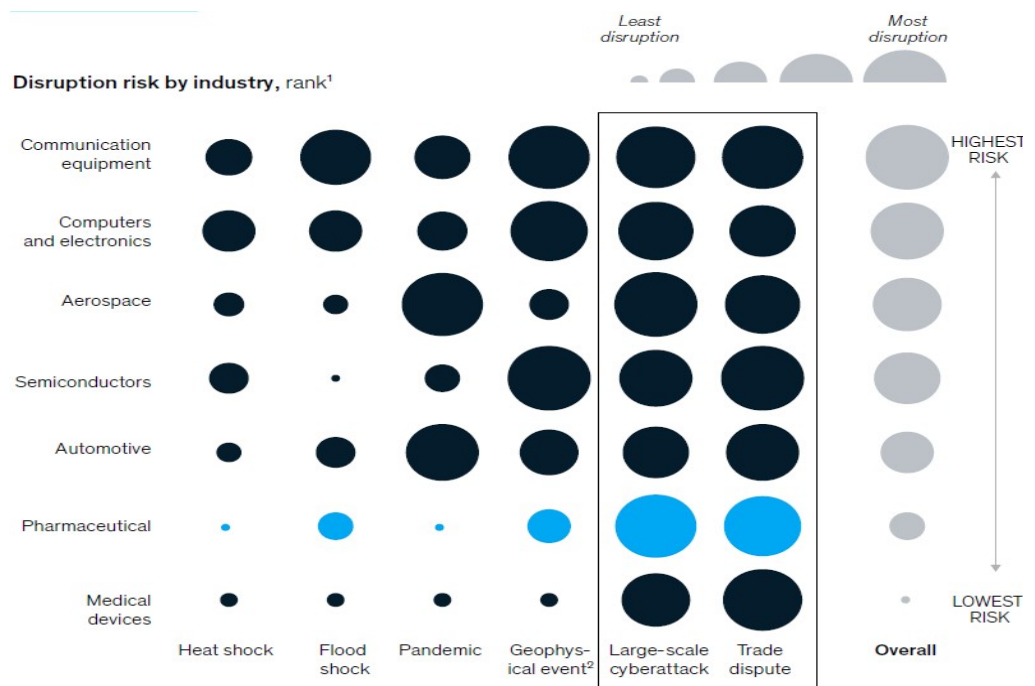 Least
disruption
Most
disruption
Disruption risk by industry, rank¹
Communication
equipment
HIGHEST
RISK
Computers
and electronics
Aerospace
Semiconductors
Automotive
Pharmaceutical
Medical
devices
LOWEST
RISK
Heat shock
Flood
shock
Pandemic
Geophys-
ical event²
Large-scale
cyberattack
Trade
dispute
Overall